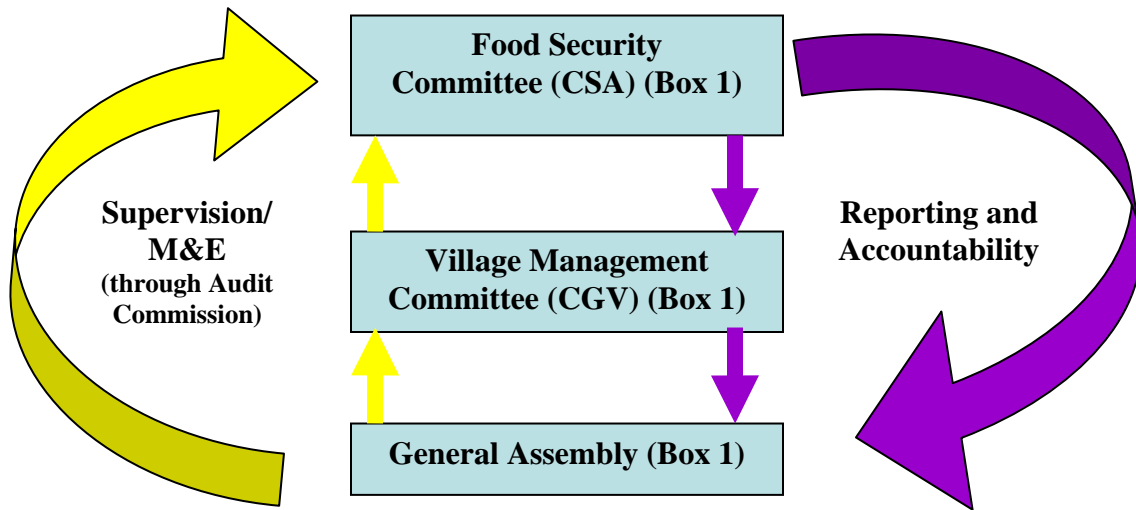 Food Security
Committee (CSA) (Box 1)
Supervision/
M&E
(through Audit
Commission)
Reporting and
Accountability
Village Management
Committee (CGV) (Box 1)
General Assembly (Box 1)